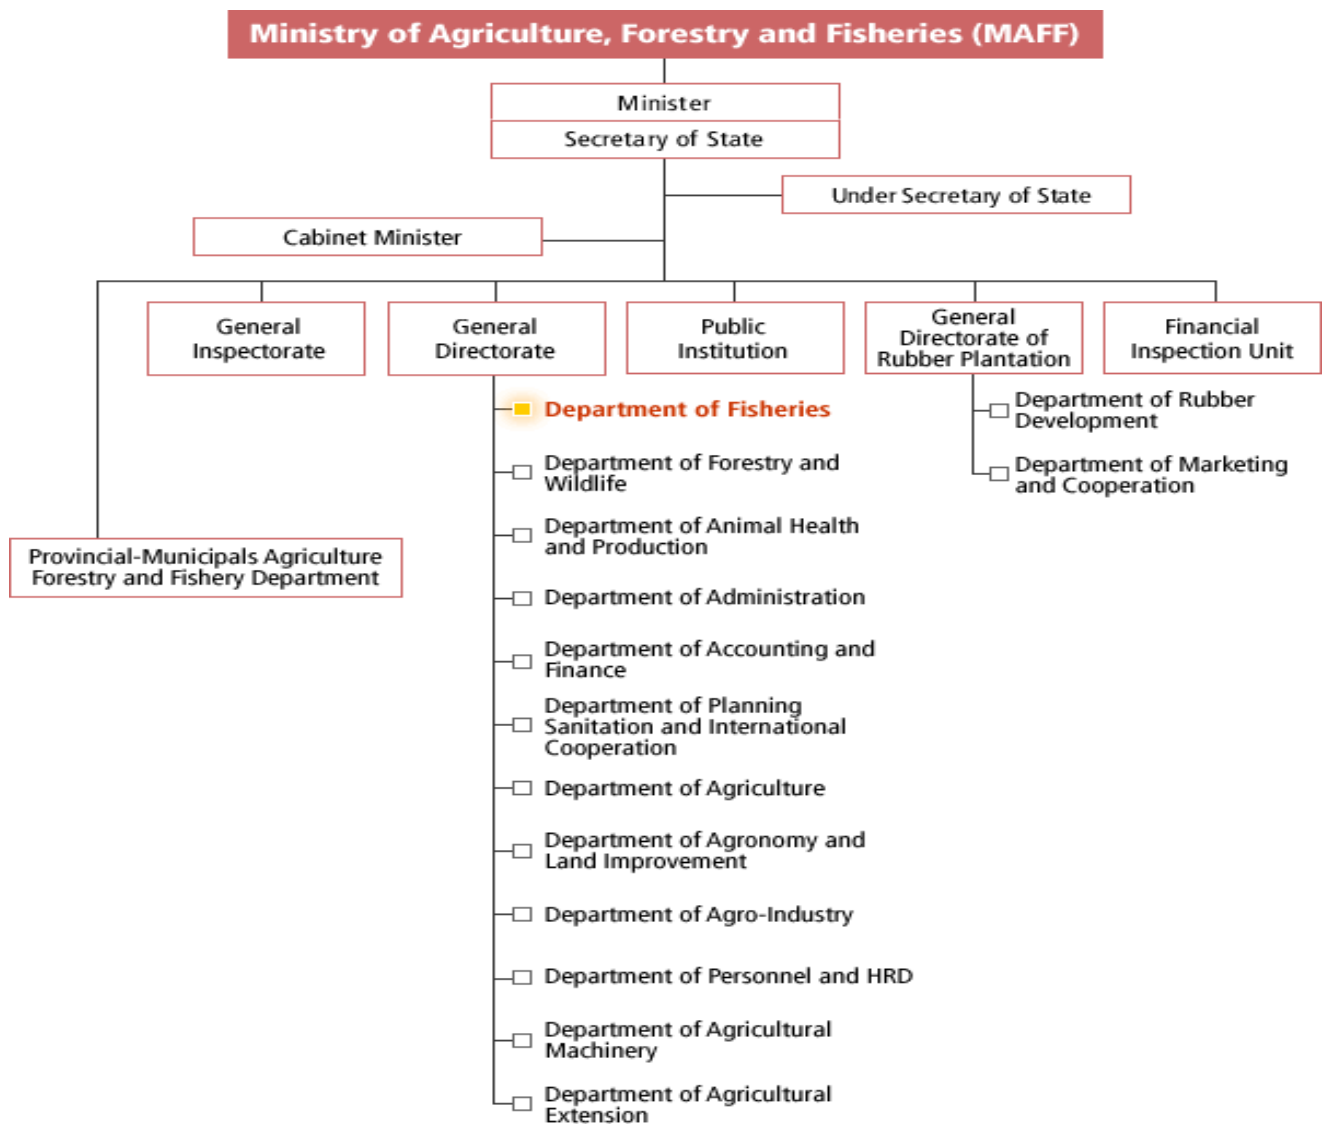 Ministry of Agriculture, Forestry and Fisheries (MAFF)
Minister
Secretary of State
Under Secretary of State
Cabinet Minister
General
Inspectorate
General
Directorate
Public
Institution
General
Directorate of
Rubber Plantation
Financial
Inspection Unit
Department of Fisheries
Department of Forestry and
Wildlife
Department of Animal Health
and Production
Department of Administration
Department of Accounting and
Finance
Department of Planning
Sanitation and International
Cooperation
Department of Agriculture
Department of Agronomy and
Land Improvement
Department of Agro-Industry
Department of Personnel and HRD
Department of Agricultural
Machinery
Department of Agricultural
Extension
Department of Rubber
Development
Department of Marketing
and Cooperation
Provincial-Municipals Agriculture
Forestry and Fishery Department